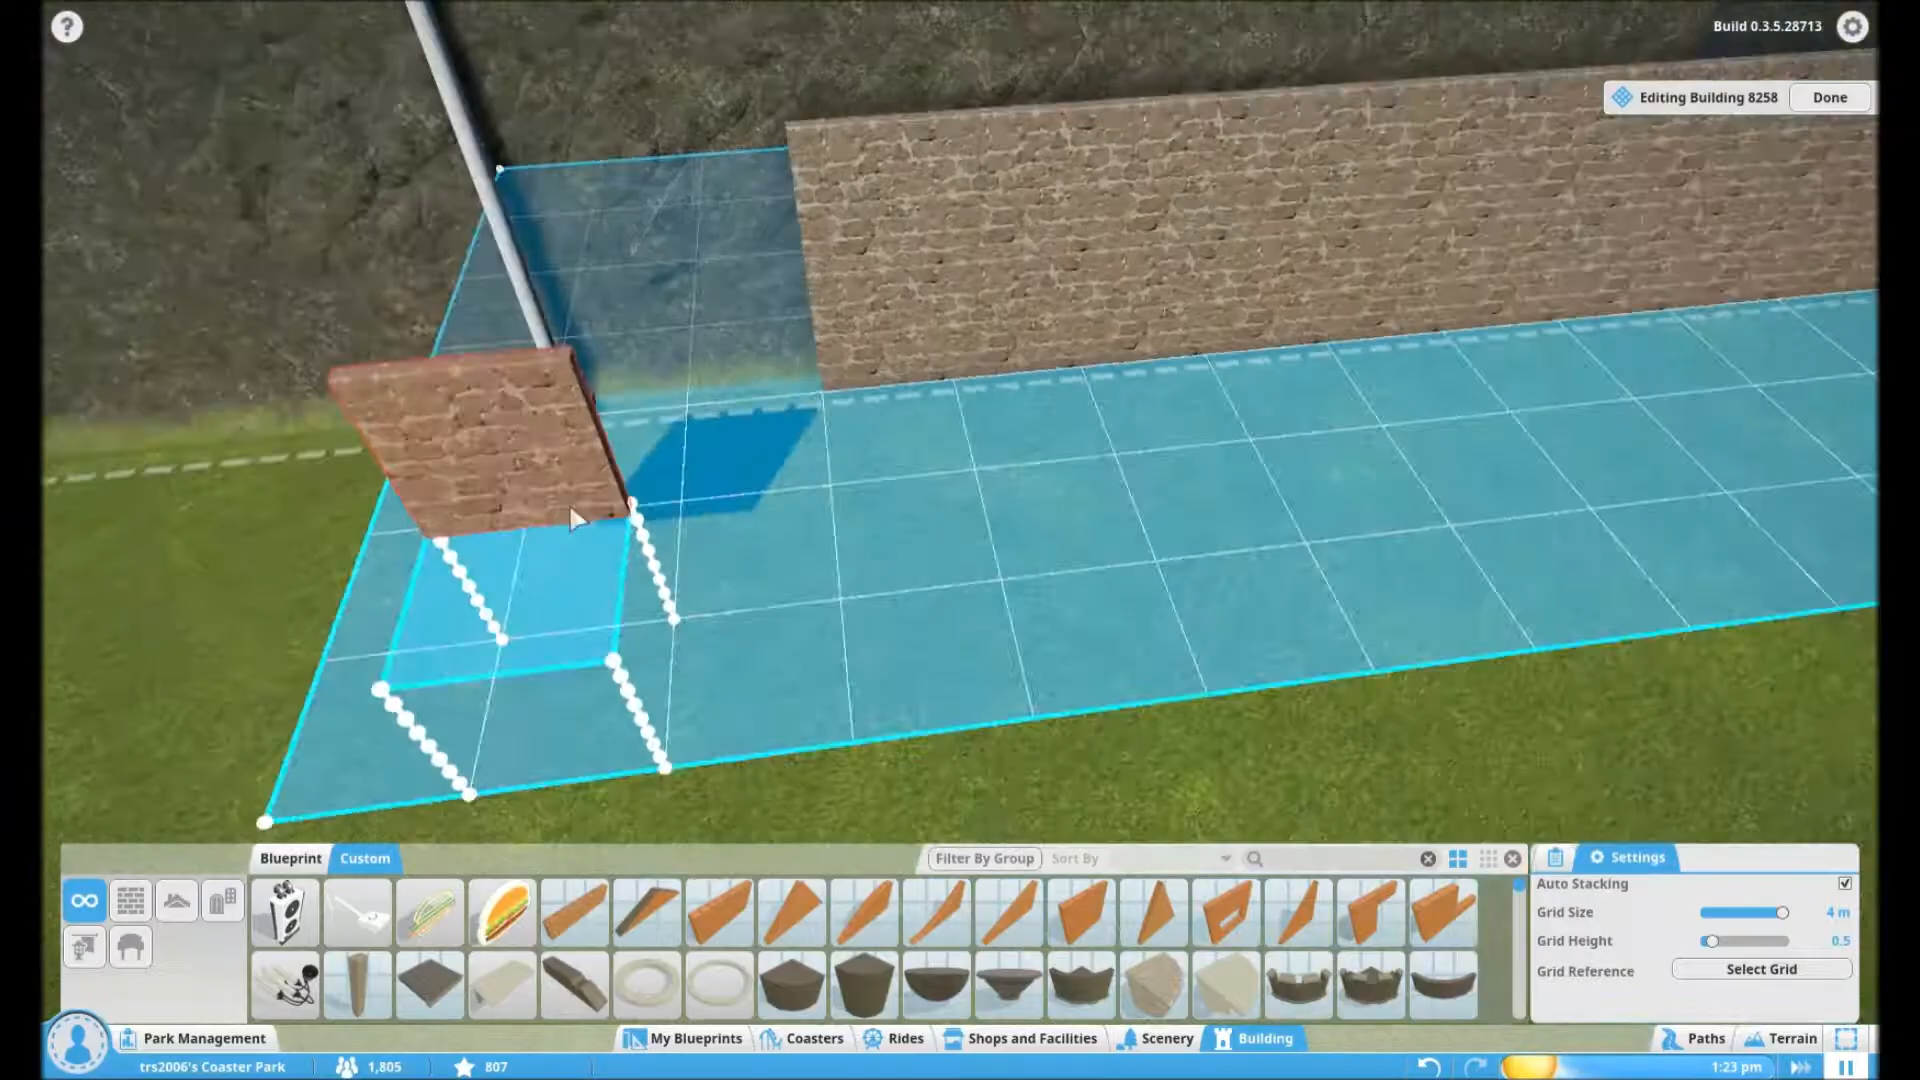 ?
Build 0.3.5.28713
Editing Building 8258 Done
Blueprint Custom Filter By Group Sort By Settings
Auto Stacking
Grid Size 4 m
Grid Height 0.5
Grid Reference Select Grid
Park Management My Blueprints Coasters Rides Shops and Facilities Scenery Building Paths Terrain
trs2006's Coaster Park 1,805 807 1:23 pm